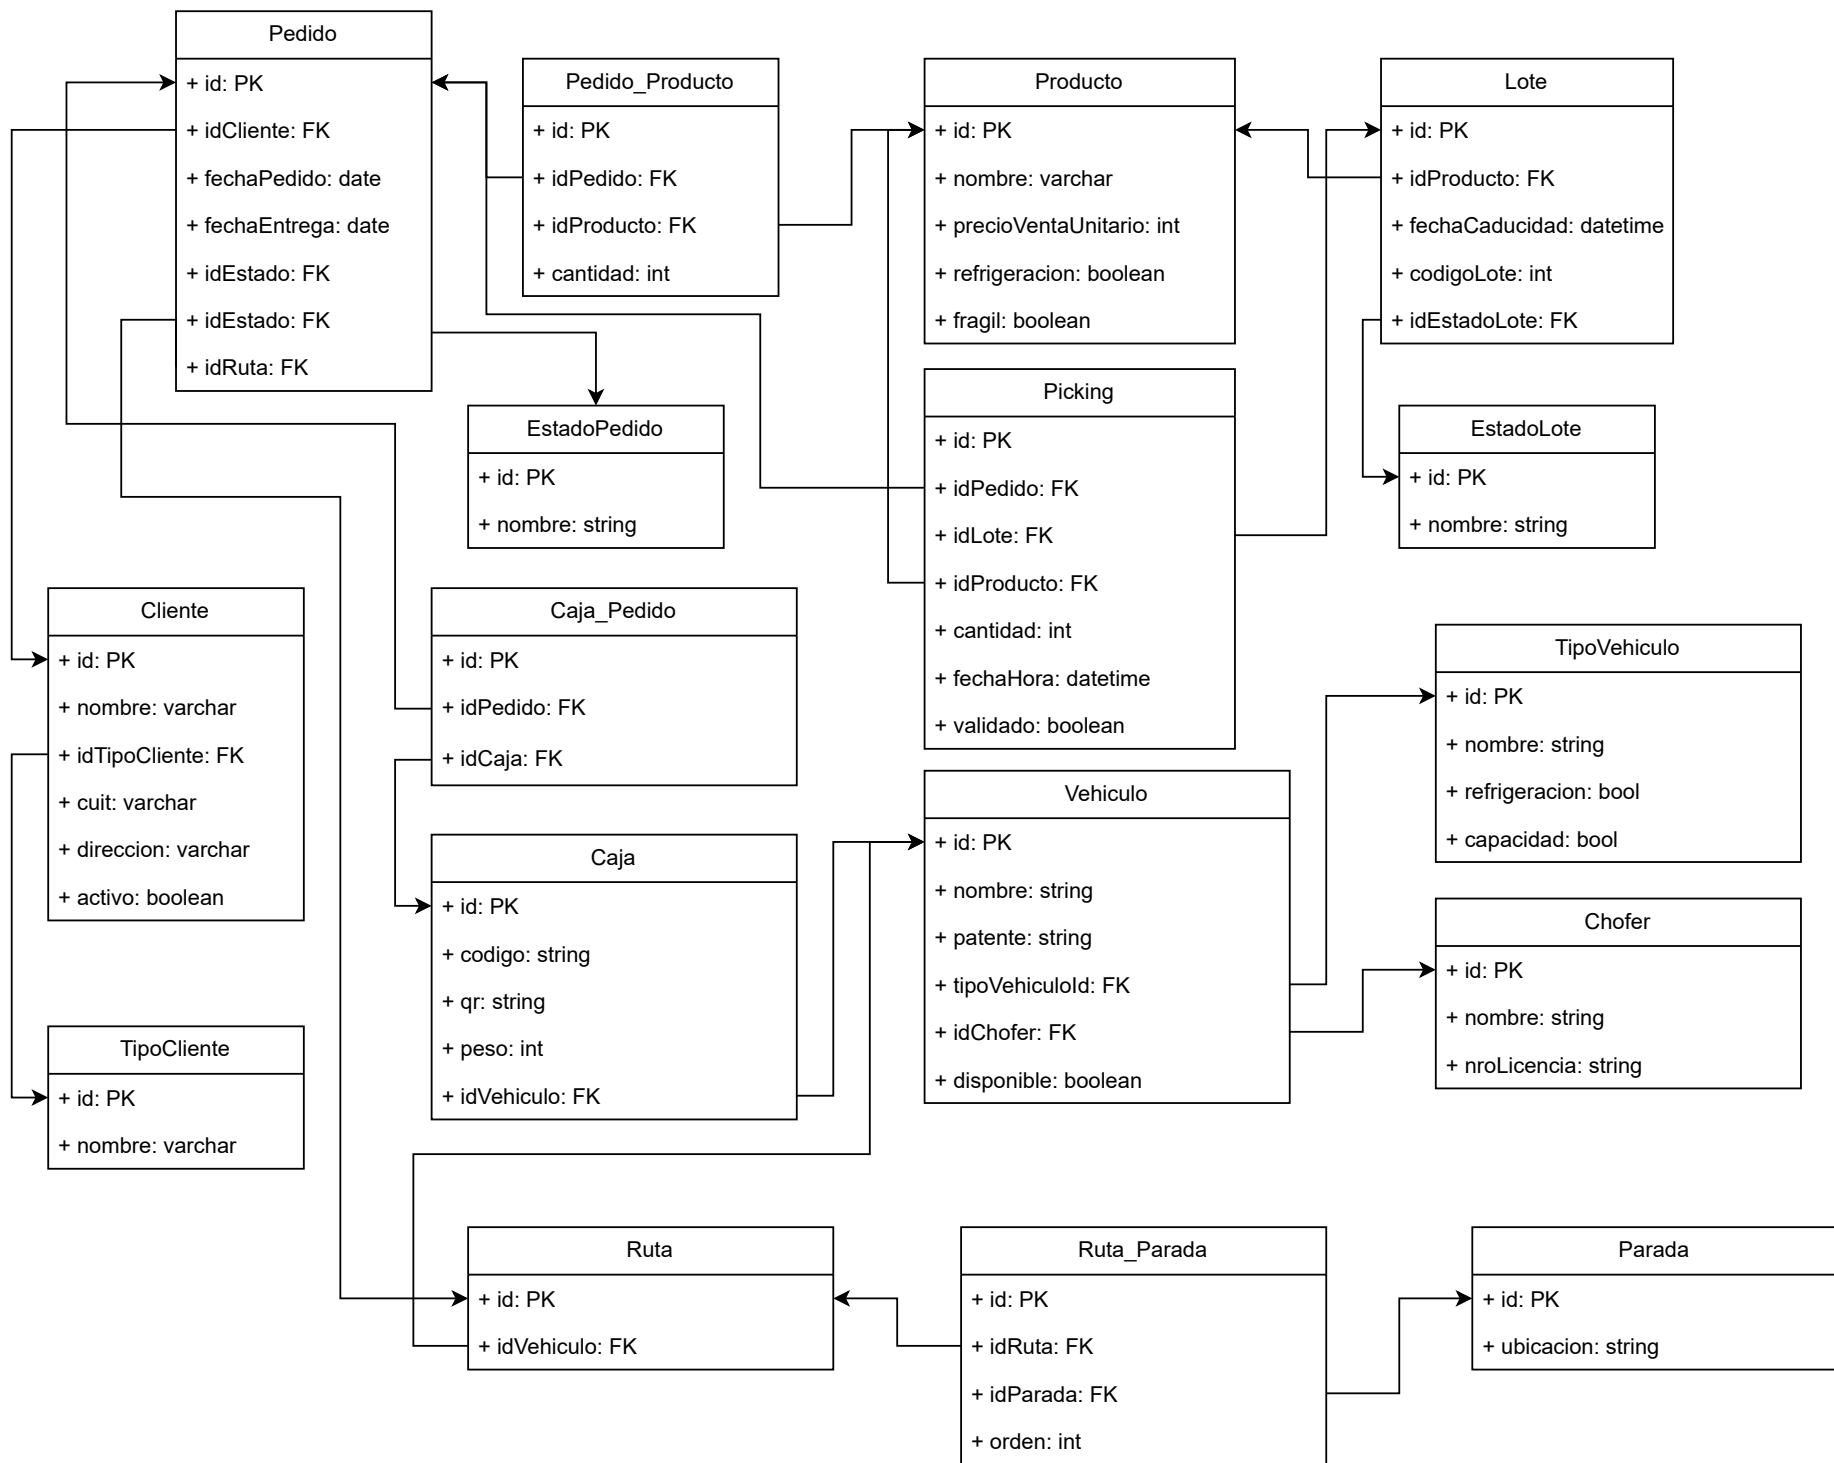 Pedido
+ id: PK
+ idCliente: FK
+ fechaPedido: date
+ fechaEntrega: date
+ idEstado: FK
+ idEstado: FK
+ idRuta: FK
Pedido_Producto
+ id: PK
+ idPedido: FK
+ idProducto: FK
+ cantidad: int
Producto
+ id: PK
+ nombre: varchar
+ precioVentaUnitario: int
+ refrigeracion: boolean
+ fragil: boolean
Lote
+ id: PK
+ idProducto: FK
+ fechaCaducidad: datetime
+ codigoLote: int
+ idEstadoLote: FK
EstadoPedido
+ id: PK
+ nombre: string
Picking
+ id: PK
+ idPedido: FK
+ idLote: FK
+ idProducto: FK
+ cantidad: int
+ fechaHora: datetime
+ validado: boolean
EstadoLote
+ id: PK
+ nombre: string
Cliente
+ id: PK
+ nombre: varchar
+ idTipoCliente: FK
+ cuit: varchar
+ direccion: varchar
+ activo: boolean
Caja_Pedido
+ id: PK
+ idPedido: FK
+ idCaja: FK
TipoVehiculo
+ id: PK
+ nombre: string
+ refrigeracion: bool
+ capacidad: bool
Caja
+ id: PK
+ codigo: string
+ qr: string
+ peso: int
+ idVehiculo: FK
Vehiculo
+ id: PK
+ nombre: string
+ patente: string
+ tipoVehiculoId: FK
+ idChofer: FK
+ disponible: boolean
Chofer
+ id: PK
+ nombre: string
+ nroLicencia: string
TipoCliente
+ id: PK
+ nombre: varchar
Ruta
+ id: PK
+ idVehiculo: FK
Ruta_Parada
+ id: PK
+ idRuta: FK
+ idParada: FK
+ orden: int
Parada
+ id: PK
+ ubicacion: string